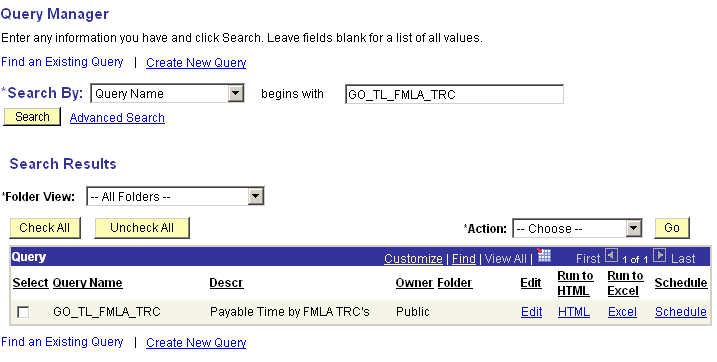 Query Manager
Enter any information you have and click Search. Leave fields blank for a list of all values.
Find an Existing Query | Create New Query
*Search By: Query Name begins with GO_TL_FMLA_TRC
Search Advanced Search
Search Results
*Folder View: -- All Folders --
Check All Uncheck All *Action: -- Choose -- Go
Query Customize | Find | View All | First 1 of 1 Last
Select Query Name Descr Owner Folder Edit Run to HTML Run to Excel Schedule
GO_TL_FMLA_TRC Payable Time by FMLA TRC's Public Edit HTML Excel Schedule
Find an Existing Query | Create New Query